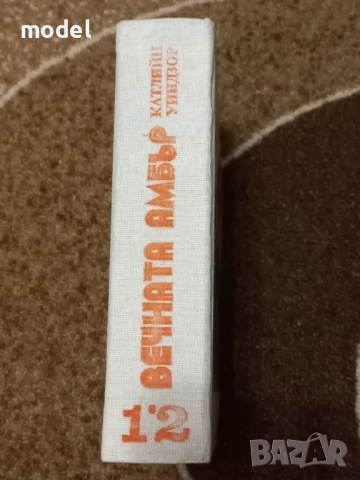 model
КАТЛИЙН
УИНДЗОР
ВЕЧНАТА АМБЪР
1·2
BAZAR